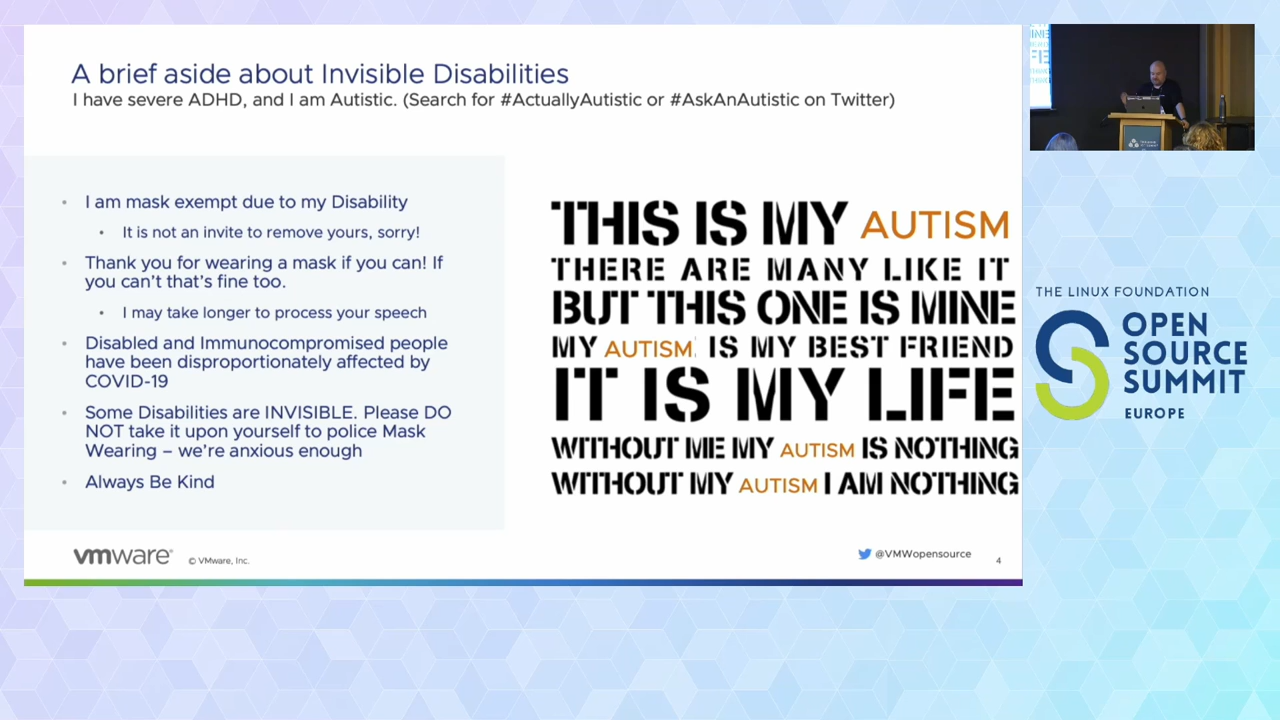 A brief aside about Invisible Disabilities
I have severe ADHD, and I am Autistic. (Search for #ActuallyAutistic or #AskAnAutistic on Twitter)
• I am mask exempt due to my Disability
• It is not an invite to remove yours, sorry!
• Thank you for wearing a mask if you can! If
you can't that's fine too.
• I may take longer to process your speech
• Disabled and Immunocompromised people
have been disproportionately affected by
COVID-19
• Some Disabilities are INVISIBLE. Please DO
NOT take it upon yourself to police Mask
Wearing – we're anxious enough
• Always Be Kind
THIS IS MY AUTISM
THERE ARE MANY LIKE IT
BUT THIS ONE IS MINE
MY AUTISM IS MY BEST FRIEND
IT IS MY LIFE
WITHOUT ME MY AUTISM IS NOTHING
WITHOUT MY AUTISM I AM NOTHING
vmware® © VMware, Inc.
@VMWopensource
4
THE LINUX FOUNDATION
OPEN
SOURCE
SUMMIT
EUROPE